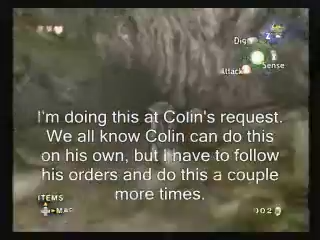 Dig
Z
Attack
Sense
I'm doing this at Colin's request.
We all know Colin can do this
on his own, but i have to follow
his orders and do this a couple
more times.
ITEMS
MAP
002